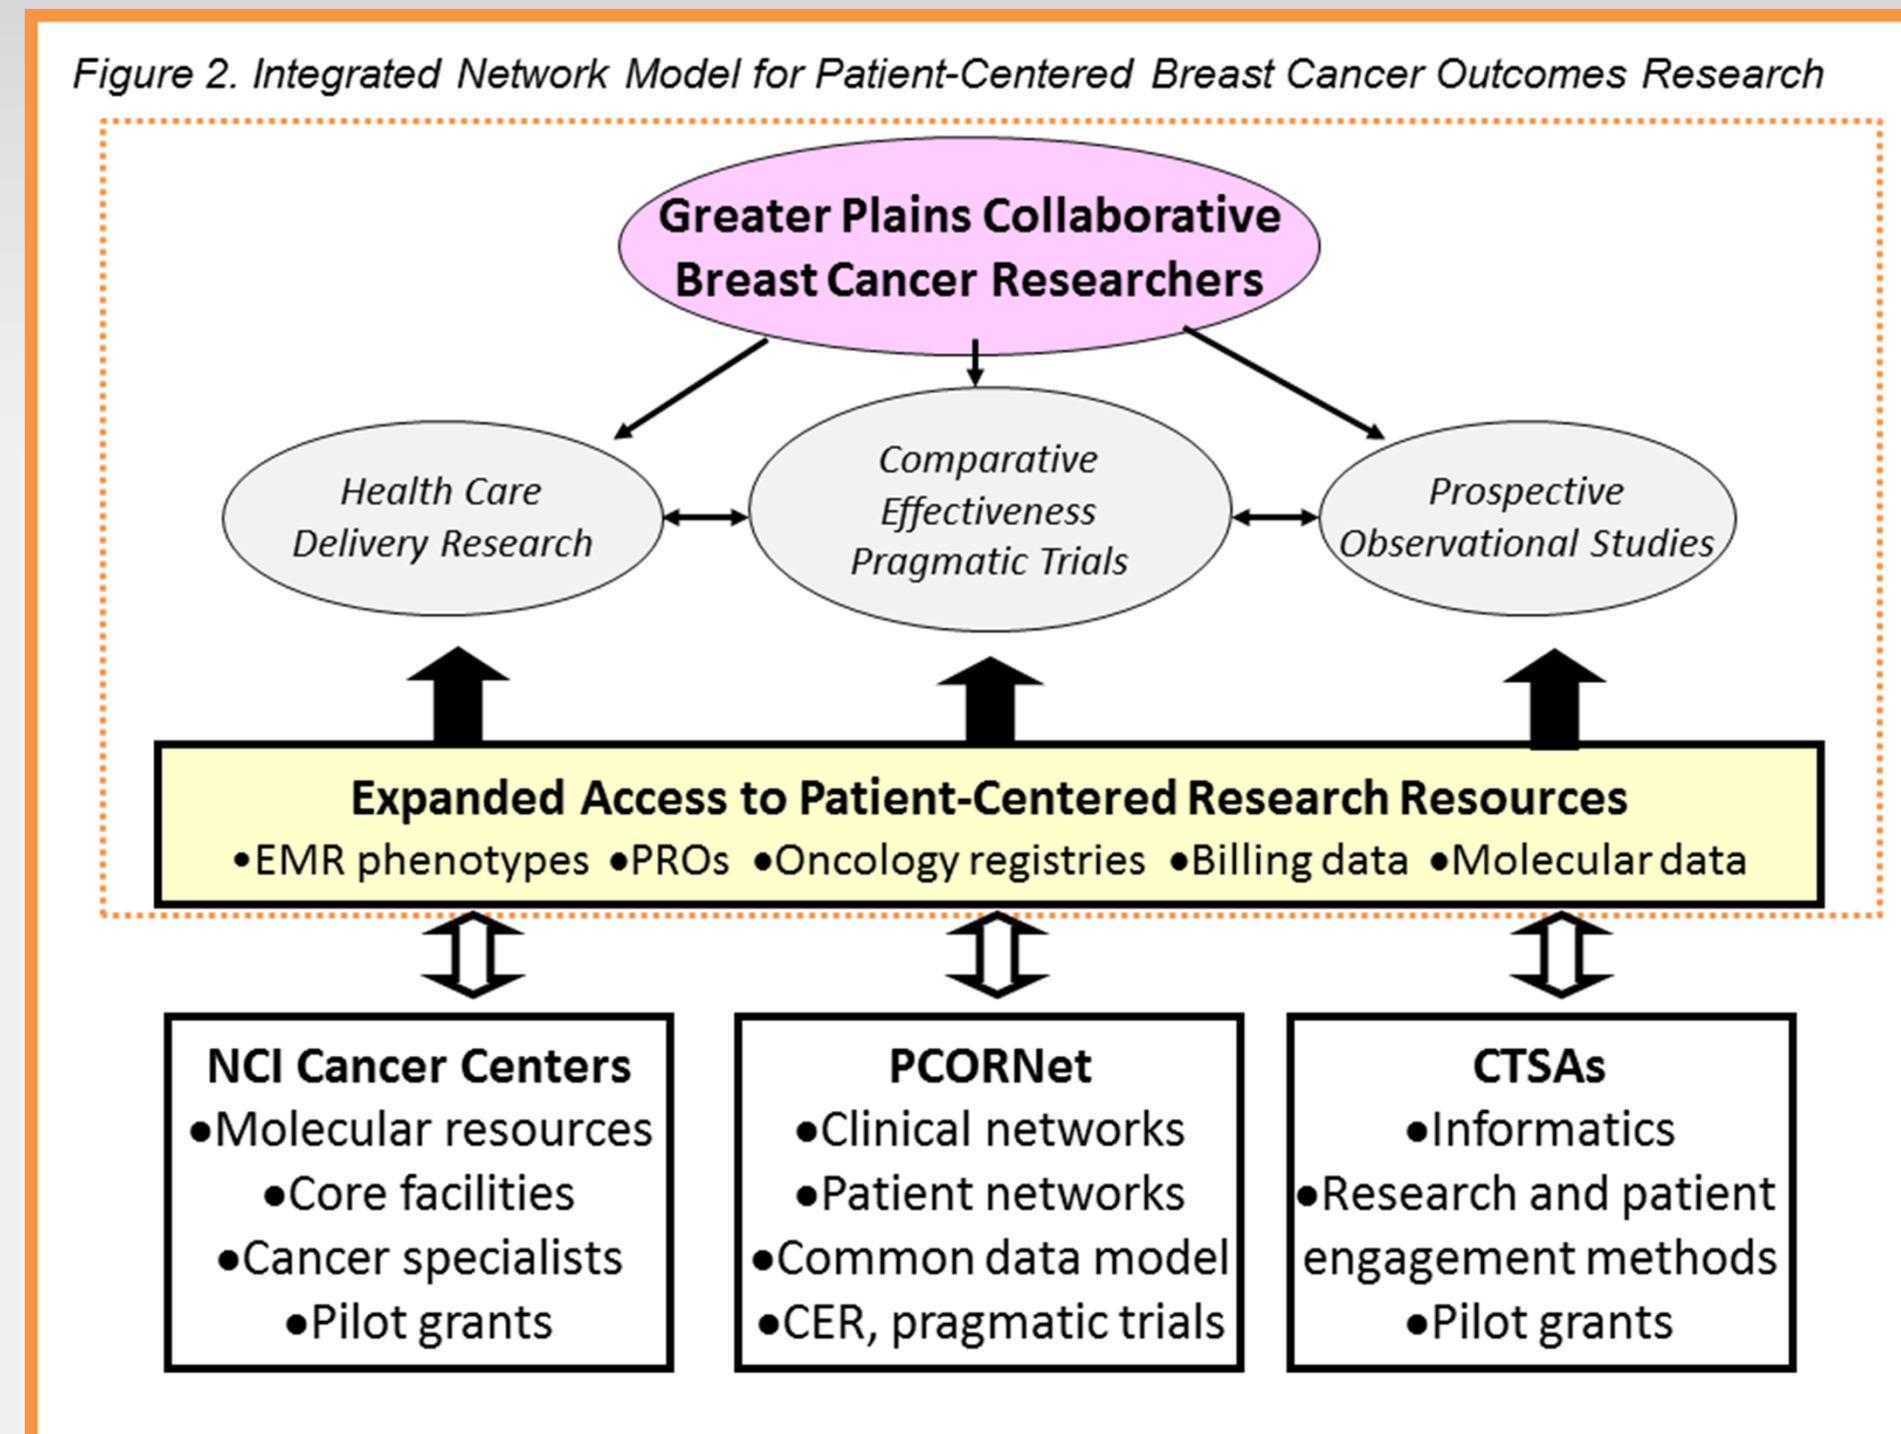 Figure 2. Integrated Network Model for Patient-Centered Breast Cancer Outcomes Research
Greater Plains Collaborative
Breast Cancer Researchers
Health Care
Delivery Research
Comparative
Effectiveness
Pragmatic Trials
Prospective
Observational Studies
Expanded Access to Patient-Centered Research Resources
•EMR phenotypes •PROs •Oncology registries •Billing data •Molecular data
NCI Cancer Centers
•Molecular resources
•Core facilities
•Cancer specialists
•Pilot grants
PCORNet
•Clinical networks
•Patient networks
•Common data model
•CER, pragmatic trials
CTSAs
•Informatics
•Research and patient
engagement methods
•Pilot grants